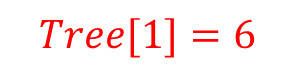 Tree[1] = 6